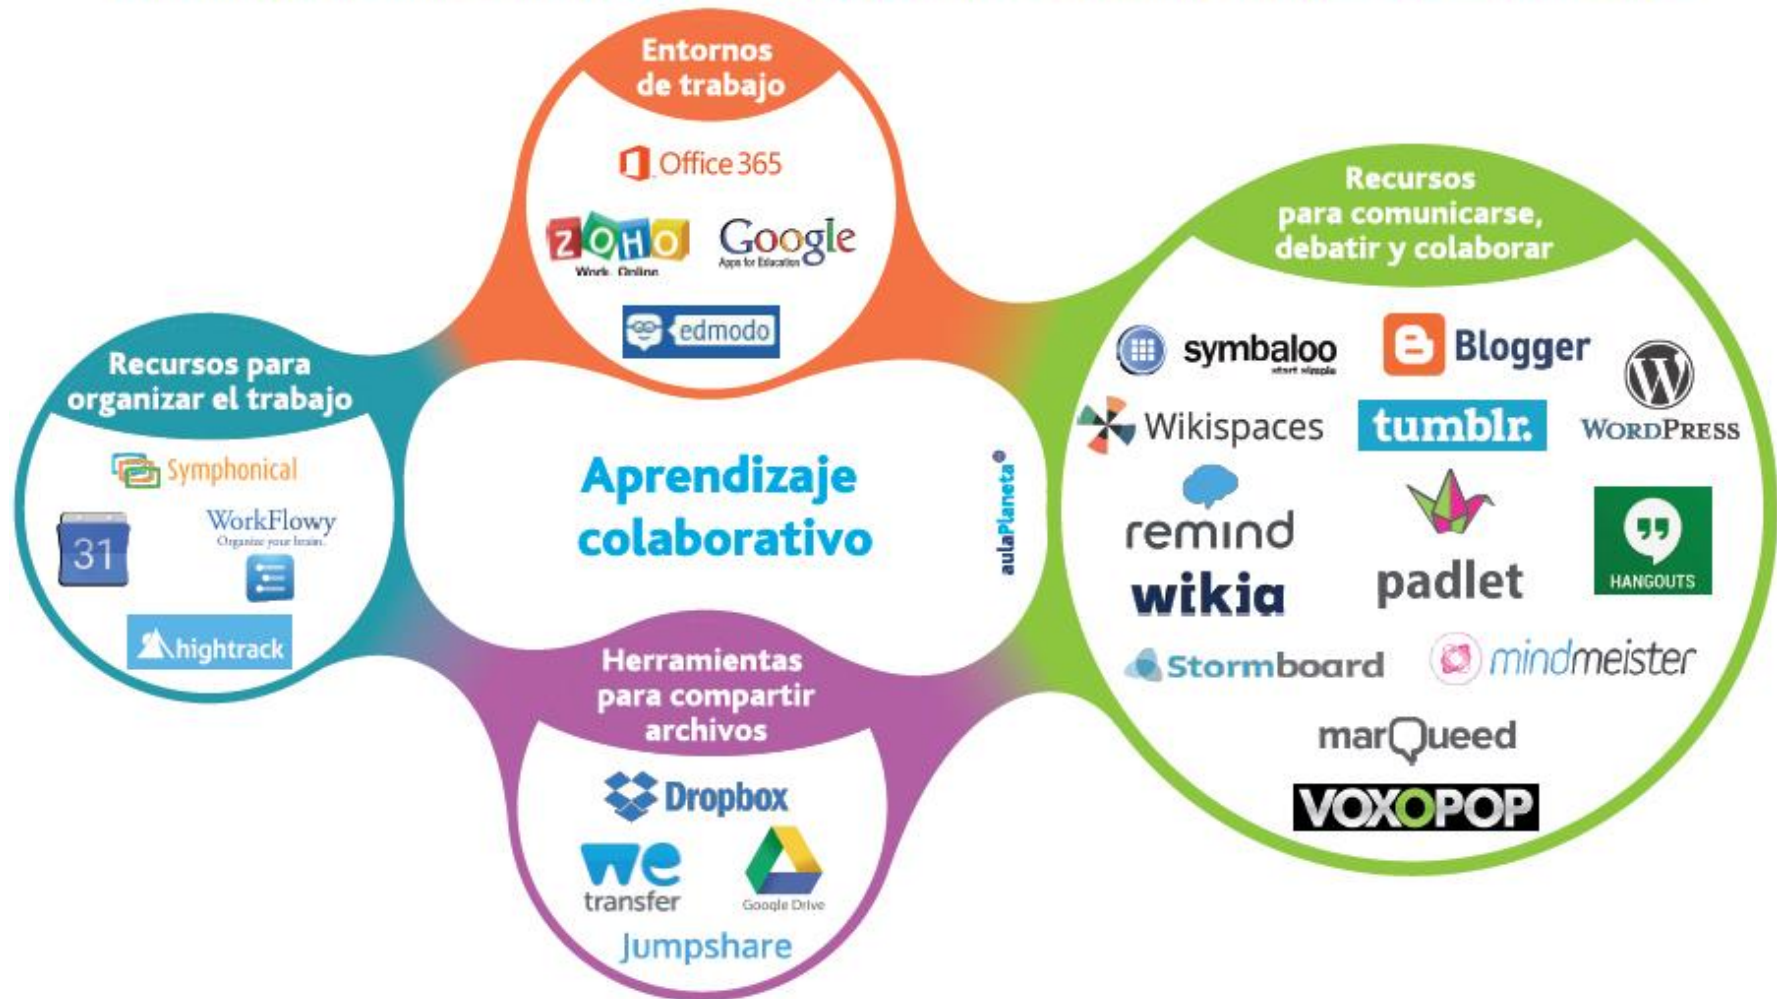 Entornos
de trabajo
Office 365
ZOHO
Work. Online
Google
Apps for Education
edmodo
Recursos para
organizar el trabajo
Symphonical
31
WorkFlowy
Organize your brain.
hightrack
Aprendizaje
colaborativo
aulaPlaneta
Herramientas
para compartir
archivos
Dropbox
we
transfer
Google Drive
Jumpshare
Recursos
para comunicarse,
debatir y colaborar
symbaloo
start simple
Blogger
WORDPRESS
Wikispaces
tumblr.
remind
padlet
HANGOUTS
wikia
Stormboard
mindmeister
marQueed
VOXOPOP